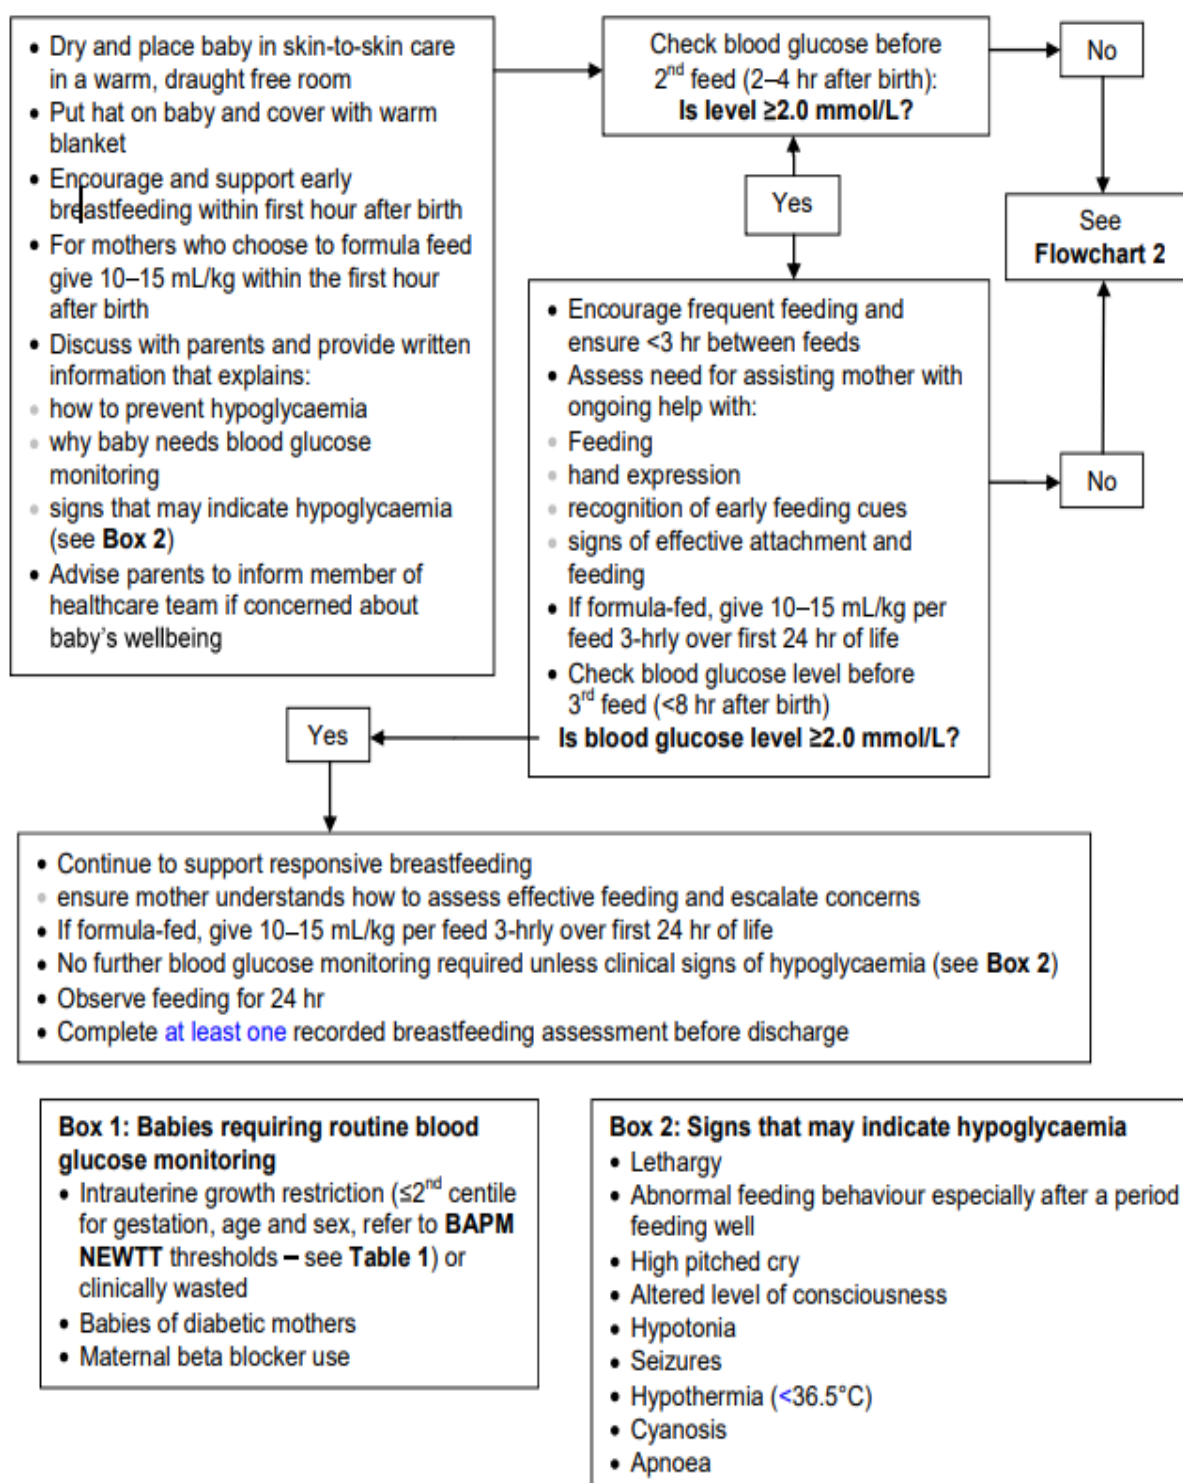 • Dry and place baby in skin-to-skin care
in a warm, draught free room
• Put hat on baby and cover with warm
blanket
• Encourage and support early
breastfeeding within first hour after birth
• For mothers who choose to formula feed
give 10–15 mL/kg within the first hour
after birth
• Discuss with parents and provide written
information that explains:
• how to prevent hypoglycaemia
• why baby needs blood glucose
monitoring
• signs that may indicate hypoglycaemia
(see Box 2)
• Advise parents to inform member of
healthcare team if concerned about
baby's wellbeing
Check blood glucose before
2nd feed (2–4 hr after birth):
Is level ≥2.0 mmol/L?
No
See
Flowchart 2
Yes
• Encourage frequent feeding and
ensure <3 hr between feeds
• Assess need for assisting mother with
ongoing help with:
• Feeding
• hand expression
• recognition of early feeding cues
• signs of effective attachment and
feeding
• If formula-fed, give 10–15 mL/kg per
feed 3-hrly over first 24 hr of life
• Check blood glucose level before
3rd feed (<8 hr after birth)
Is blood glucose level ≥2.0 mmol/L?
No
Yes
• Continue to support responsive breastfeeding
• ensure mother understands how to assess effective feeding and escalate concerns
• If formula-fed, give 10–15 mL/kg per feed 3-hrly over first 24 hr of life
• No further blood glucose monitoring required unless clinical signs of hypoglycaemia (see Box 2)
• Observe feeding for 24 hr
• Complete at least one recorded breastfeeding assessment before discharge
Box 1: Babies requiring routine blood
glucose monitoring
• Intrauterine growth restriction (≤2nd centile
for gestation, age and sex, refer to BAPM
NEWTT thresholds – see Table 1) or
clinically wasted
• Babies of diabetic mothers
• Maternal beta blocker use
Box 2: Signs that may indicate hypoglycaemia
• Lethargy
• Abnormal feeding behaviour especially after a period
feeding well
• High pitched cry
• Altered level of consciousness
• Hypotonia
• Seizures
• Hypothermia (<36.5°C)
• Cyanosis
• Apnoea